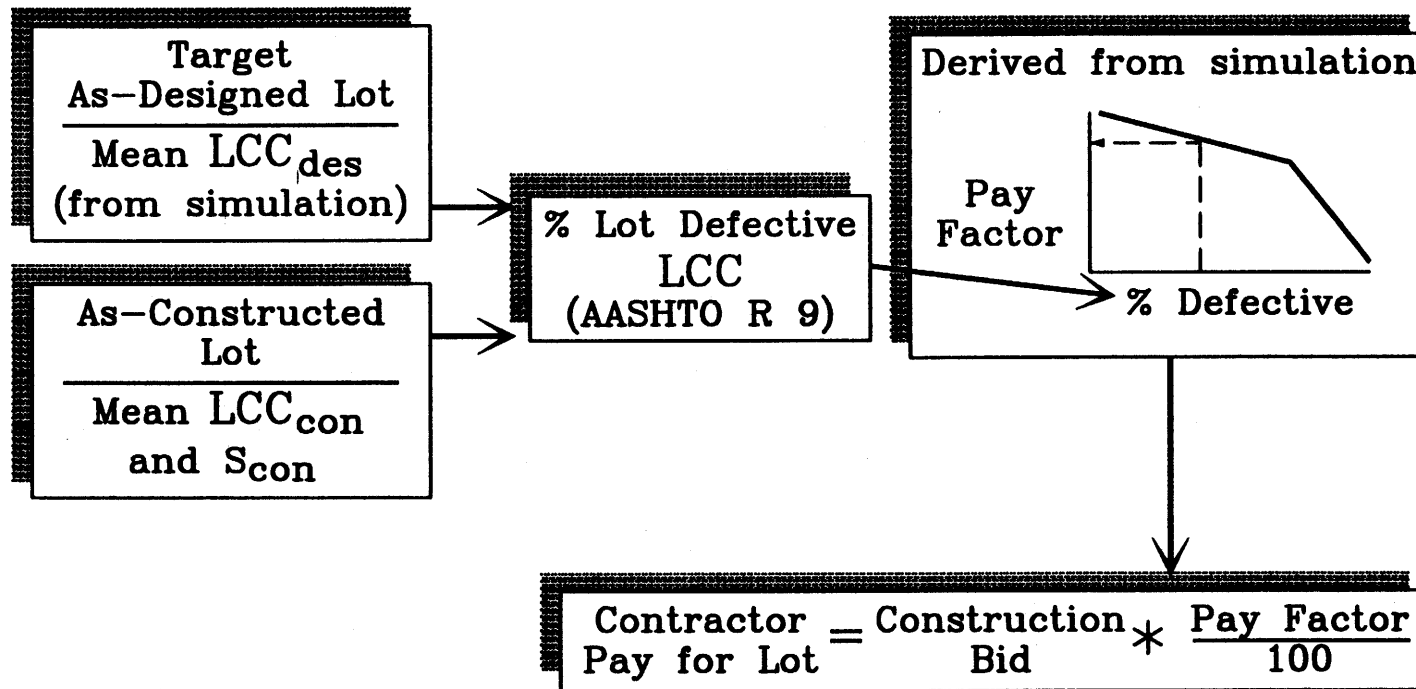 Target
As-Designed Lot
Mean LCC des
(from simulation)
As-Constructed
Lot
Mean LCC con
and S con
% Lot Defective
LCC
(AASHTO R 9)
Derived from simulation
Pay
Factor
% Defective
Contractor
Pay for Lot = Construction
Bid * Pay Factor
100